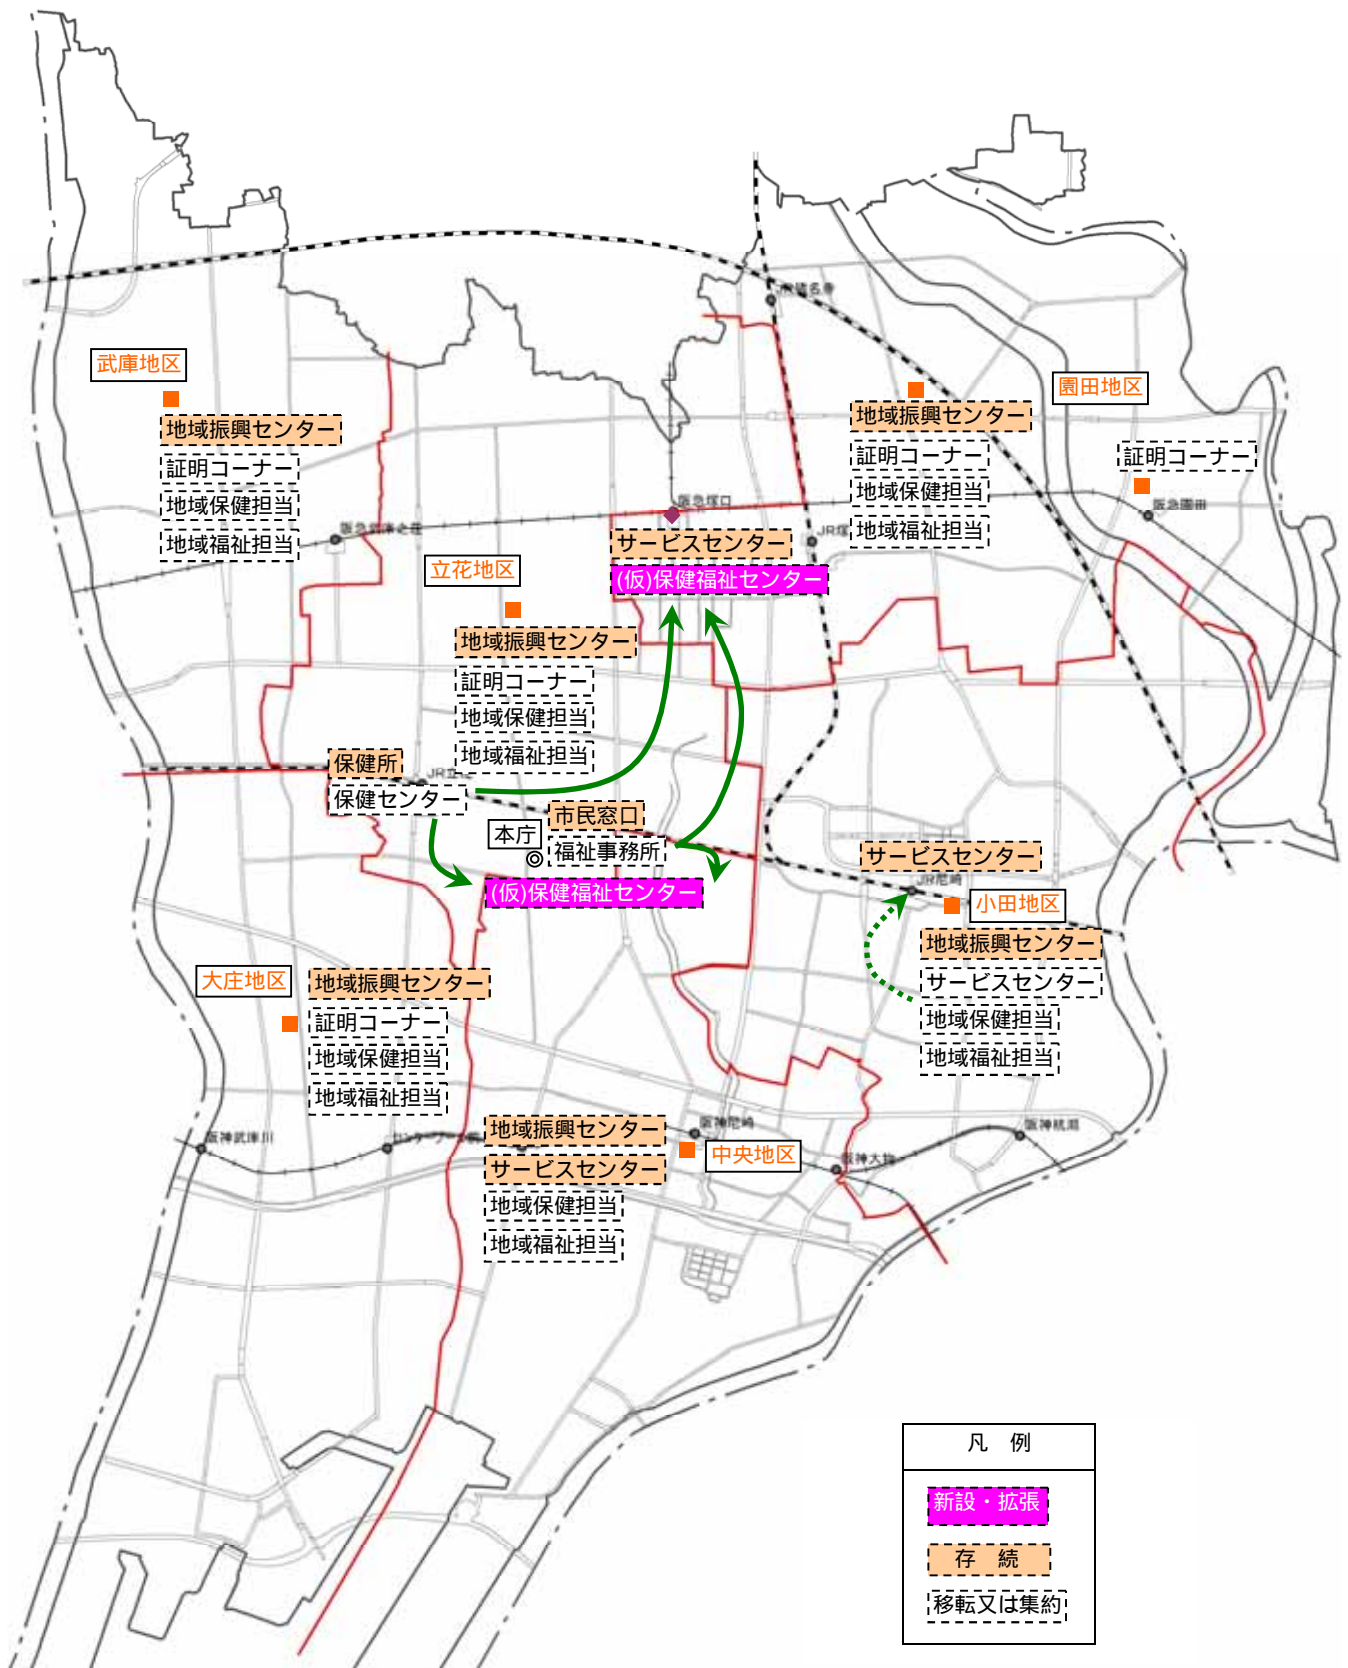 JR猪名寺
武庫地区
地域振興センター
証明コーナー
地域保健担当
地域福祉担当
園田地区
地域振興センター
証明コーナー
地域保健担当
地域福祉担当
証明コーナー
阪急園田
阪急塚口
サービスセンター
(仮)保健福祉センター
阪急武庫之荘
立花地区
地域振興センター
証明コーナー
地域保健担当
地域福祉担当
保健所
保健センター
市民窓口
本庁
福祉事務所
(仮)保健福祉センター
サービスセンター
JR尼崎
小田地区
地域振興センター
サービスセンター
地域保健担当
地域福祉担当
大庄地区
地域振興センター
証明コーナー
地域保健担当
地域福祉担当
阪神武庫川
地域振興センター
サービスセンター
地域保健担当
地域福祉担当
阪神尼崎
中央地区
阪神大物
阪神杭瀬
凡 例
新設・拡張
存 続
移転又は集約